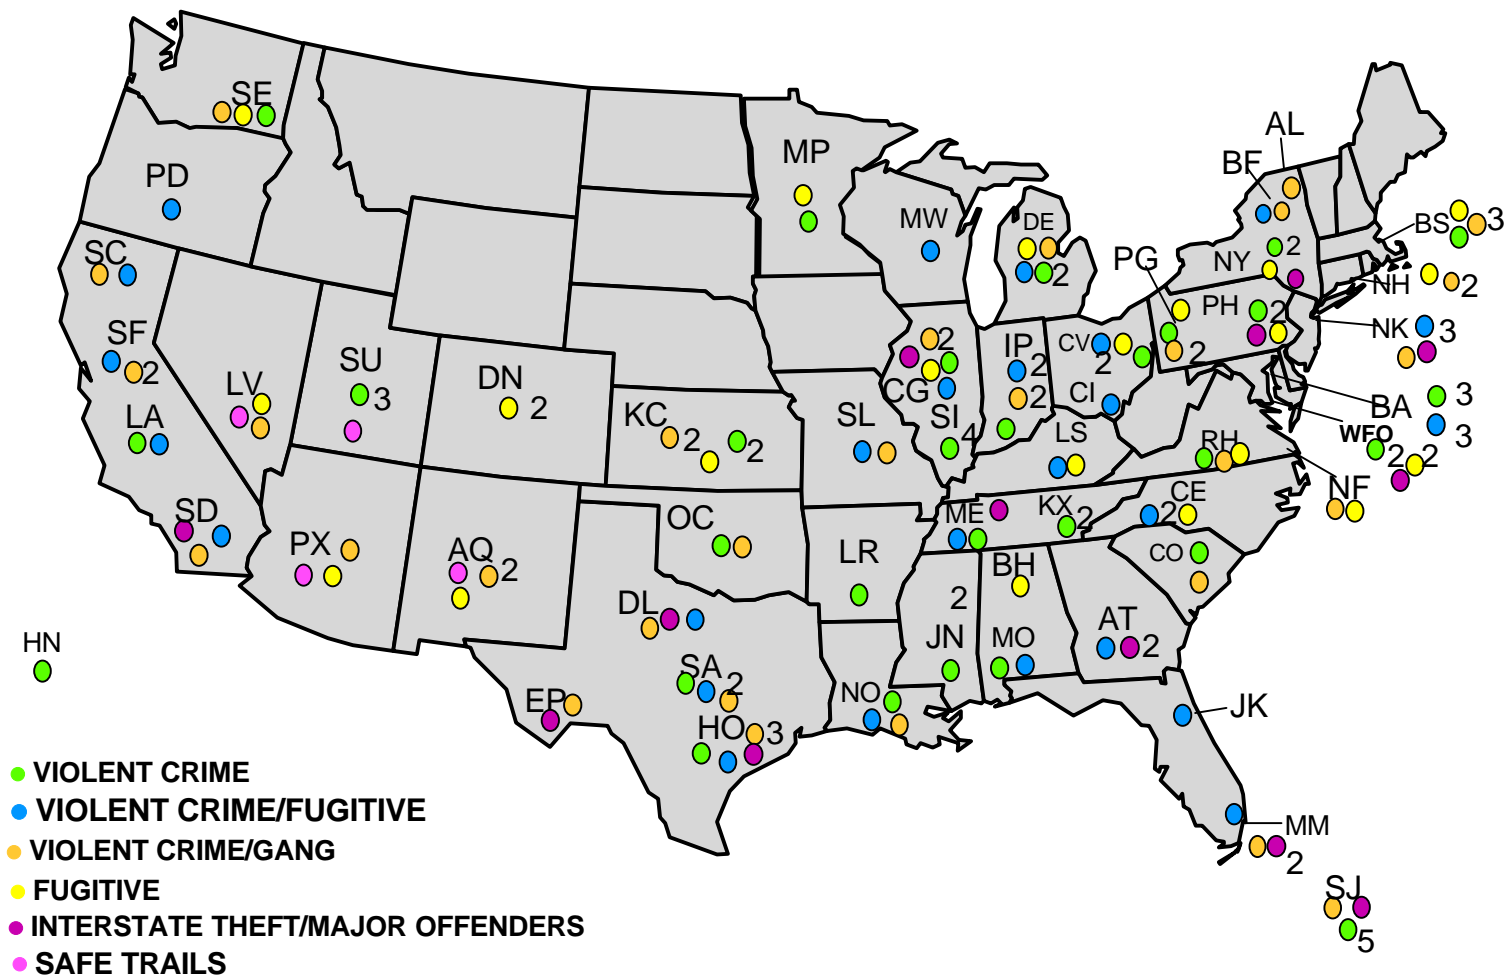 AL
BF
SE
MP
PD
MW
DE
BS 3
SC
PG
2
NY
2
NH 2
PH 2
SF
2
SU
3
2
IP 2
CV
2
2
NK 3
LV
DN
2
CG
2
CI
BA 3
LA
KC 2
2
SL
SI 4
LS
WFO
3
RH
2 2
SD
OC
ME
KX 2
CE
2
NF
PX
AQ 2
LR
BH
CO
DL
2
JN
MO
AT
2
HN
SA 2
EP
NO
HO 3
JK
VIOLENT CRIME
VIOLENT CRIME/FUGITIVE
MM
VIOLENT CRIME/GANG
2
FUGITIVE
SJ
INTERSTATE THEFT/MAJOR OFFENDERS
5
SAFE TRAILS